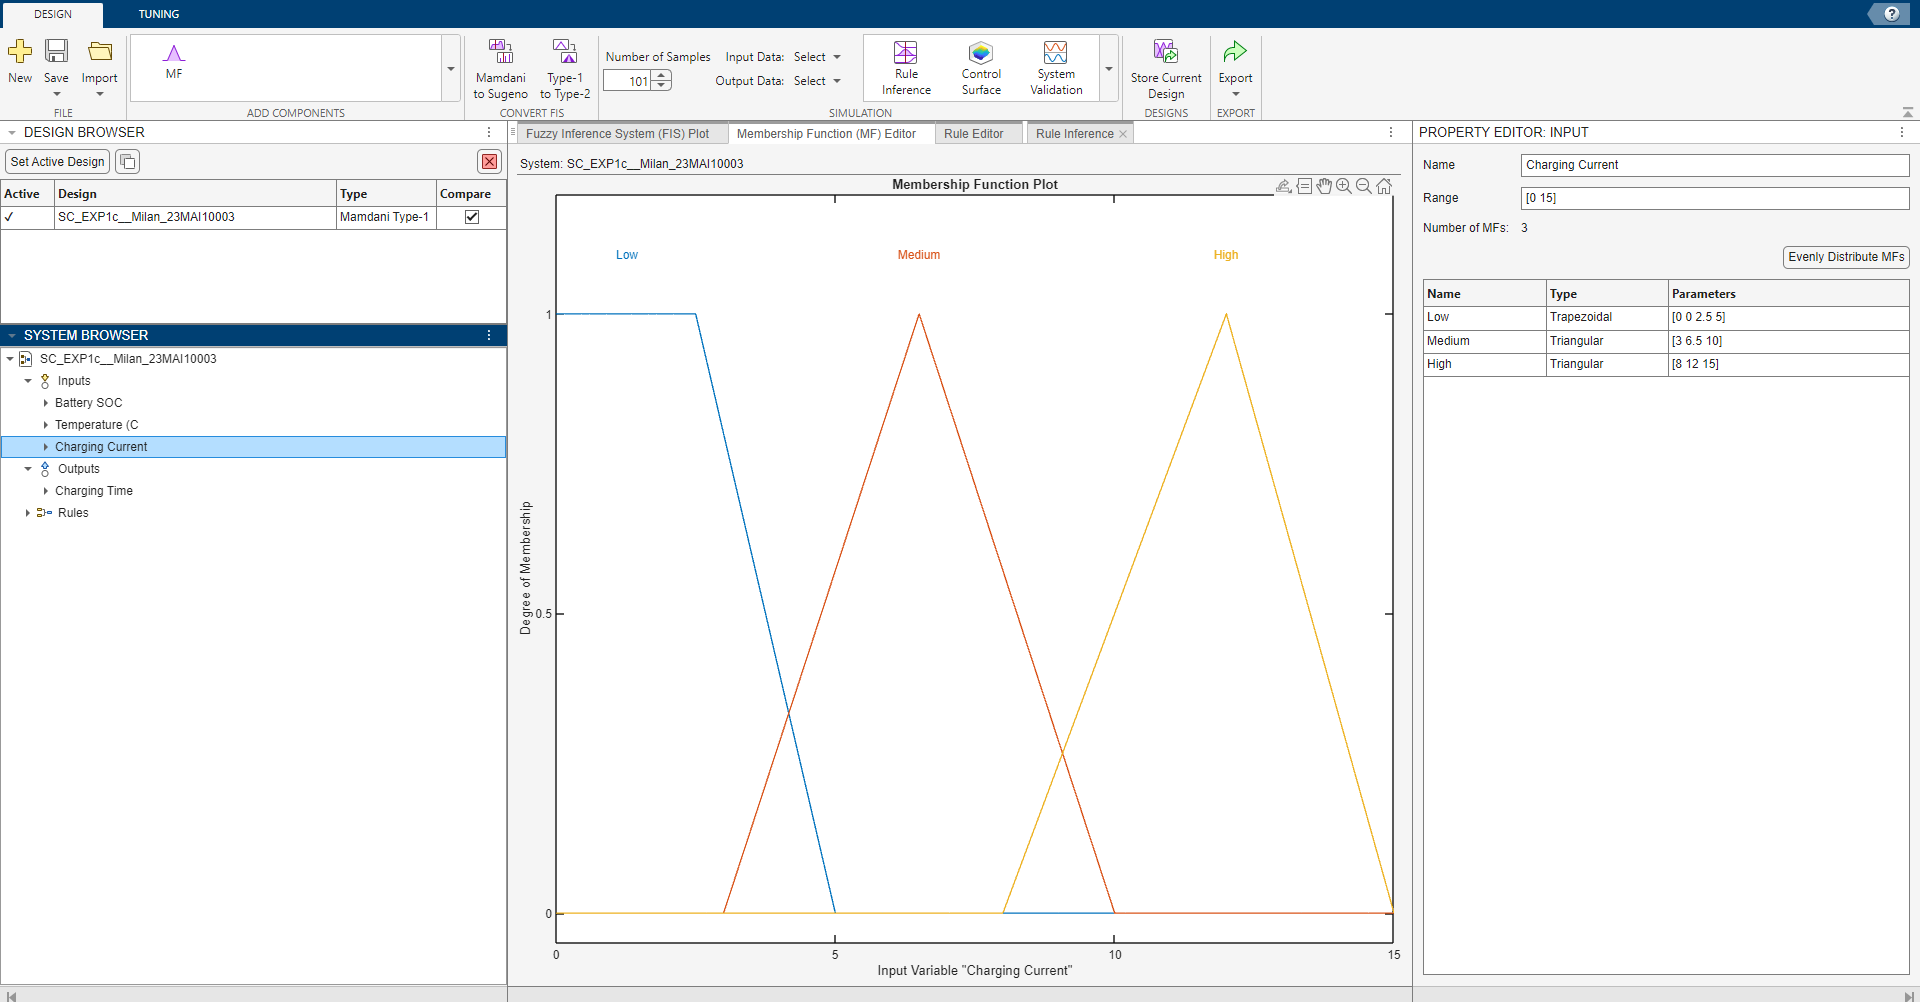 DESIGN TUNING
New Save Import
FILE
MF
ADD COMPONENTS
Mamdani to Sugeno
Type-1 to Type-2
CONVERT FIS
Number of Samples
101
Input Data: Select
Output Data: Select
Rule Inference
Control Surface
System Validation
SIMULATION
Store Current Design
DESIGNS
Export
EXPORT
DESIGN BROWSER
Set Active Design
Active Design Type Compare
SC_EXP1c__Milan_23MAI10003 Mamdani Type-1
SYSTEM BROWSER
SC_EXP1c__Milan_23MAI10003
Inputs
Battery SOC
Temperature (C
Charging Current
Outputs
Charging Time
Rules
Fuzzy Inference System (FIS) Plot Membership Function (MF) Editor Rule Editor Rule Inference
System: SC_EXP1c__Milan_23MAI10003
Membership Function Plot
Low Medium High
1
0.5
0
Degree of Membership
0 5 10 15
Input Variable "Charging Current"
PROPERTY EDITOR: INPUT
Name Charging Current
Range [0 15]
Number of MFs: 3
Evenly Distribute MFs
Name Type Parameters
Low Trapezoidal [0 0 2.5 5]
Medium Triangular [3 6.5 10]
High Triangular [8 12 15]